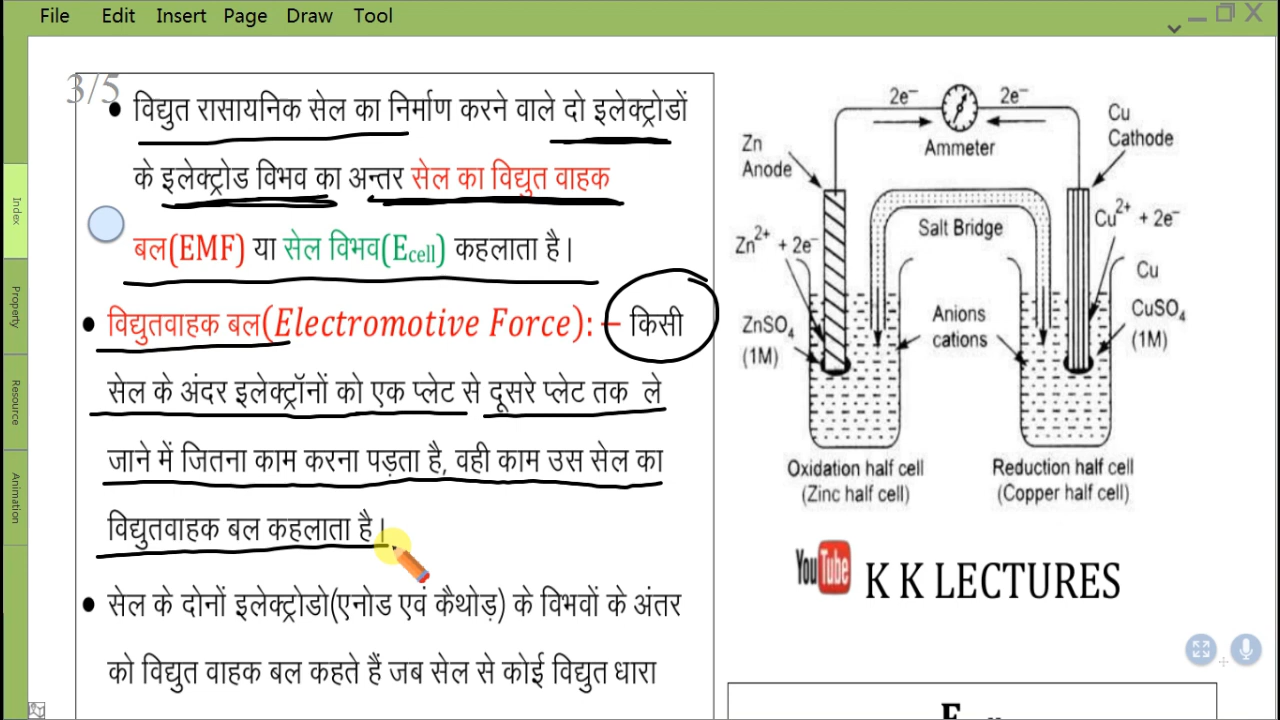 File Edit Insert Page Draw Tool
3/5
Index
Property
Resource
Animation
• विद्युत रासायनिक सेल का निर्माण करने वाले दो इलेक्ट्रोडों
के इलेक्ट्रोड विभव का अन्तर सेल का विद्युत वाहक
बल(EMF) या सेल विभव(Ecell) कहलाता है।
• विद्युतवाहक बल(Electromotive Force): – किसी
सेल के अंदर इलेक्ट्रॉनों को एक प्लेट से दूसरे प्लेट तक ले
जाने में जितना काम करना पड़ता है, वही काम उस सेल का
विद्युतवाहक बल कहलाता है।
• सेल के दोनों इलेक्ट्रोडो(एनोड एवं कैथोड़) के विभवों के अंतर
को विद्युत वाहक बल कहते हैं जब सेल से कोई विद्युत धारा
2e⁻ 2e⁻
Ammeter
Zn
Anode
Cu
Cathode
Salt Bridge
Zn²⁺ + 2e⁻
Cu²⁺ + 2e⁻
Cu
ZnSO₄
(1M)
Anions
cations
CuSO₄
(1M)
Oxidation half cell
(Zinc half cell)
Reduction half cell
(Copper half cell)
YouTube K K LECTURES